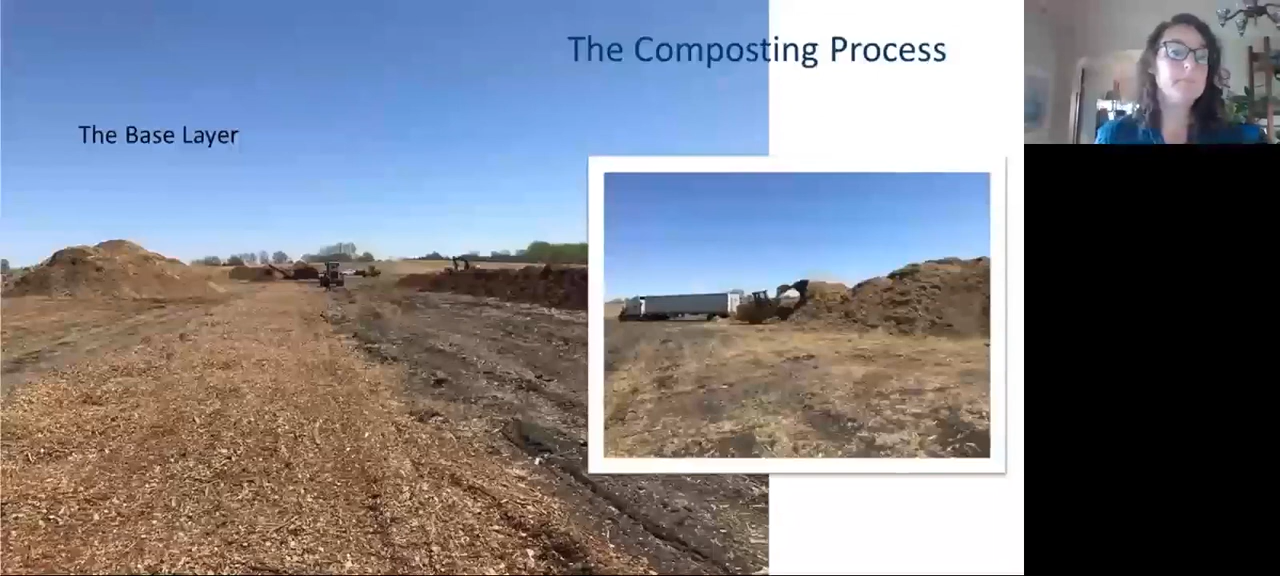 The Composting Process
The Base Layer